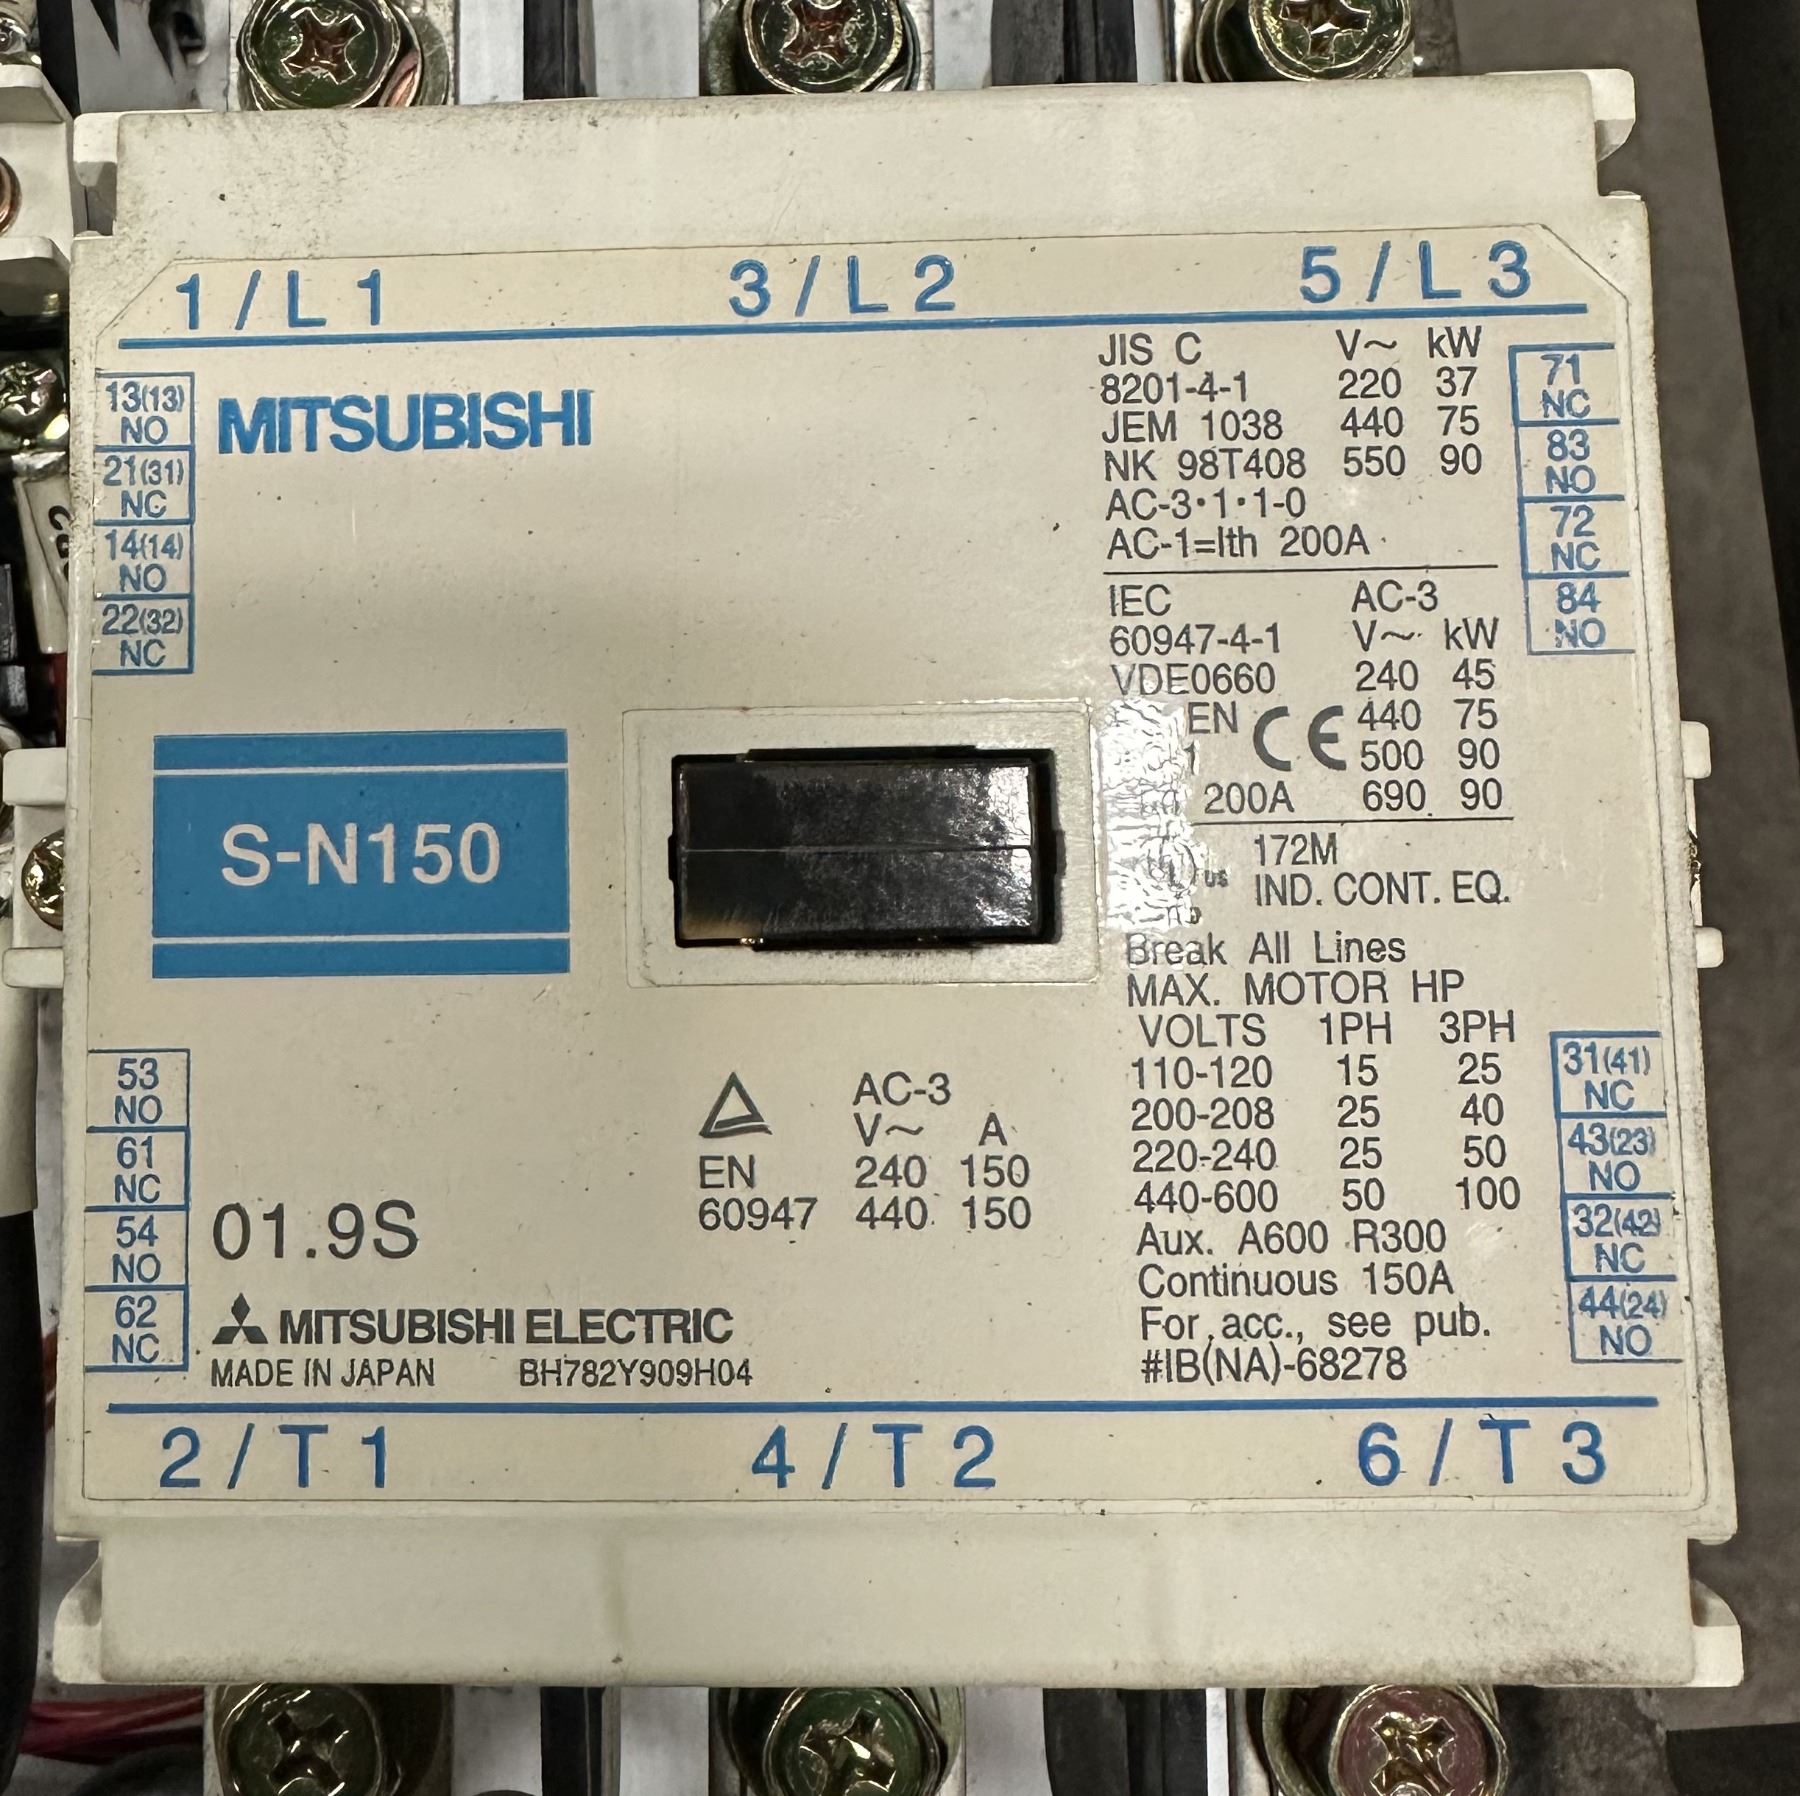 1/L1 3/L2 5/L3
13(13)
NO
21(31)
NC
14(14)
NO
22(32)
NC
MITSUBISHI
JIS C V~ kW
8201-4-1 220 37
JEM 1038 440 75
NK 98T408 550 90
AC-3·1·1-0
AC-1=Ith 200A
71
NC
83
NO
72
NC
84
NO
IEC AC-3
60947-4-1 V~ kW
VDE0660 240 45
EN CE 440 75
1 500 90
200A 690 90
S-N150
us 172M
IND. CONT. EQ.
Break All Lines
MAX. MOTOR HP
VOLTS 1PH 3PH
110-120 15 25
200-208 25 40
220-240 25 50
440-600 50 100
Aux. A600 R300
Continuous 150A
For acc., see pub.
#IB(NA)-68278
AC-3
V~ A
EN 240 150
60947 440 150
53
NO
61
NC
54
NO
62
NC
31(41)
NC
43(23)
NO
32(42)
NC
44(24)
NO
01.9S
MITSUBISHI ELECTRIC
MADE IN JAPAN BH782Y909H04
2/T1 4/T2 6/T3